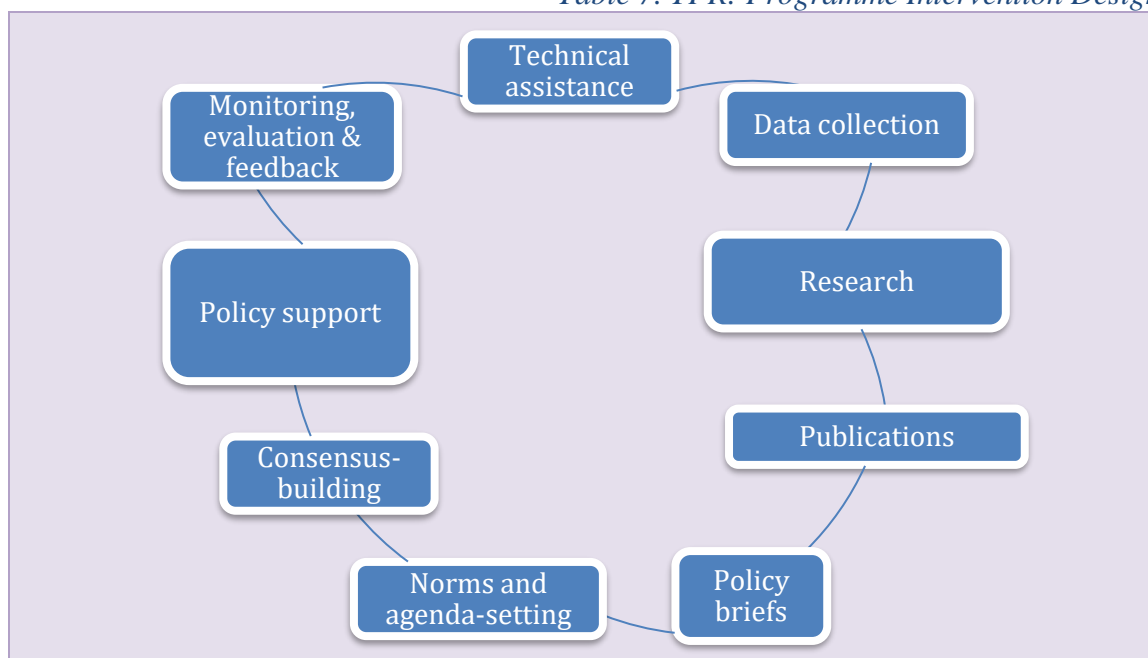 Technical
assistance
Data collection
Research
Publications
Policy
briefs
Norms and
agenda-setting
Consensus-
building
Policy support
Monitoring,
evaluation &
feedback